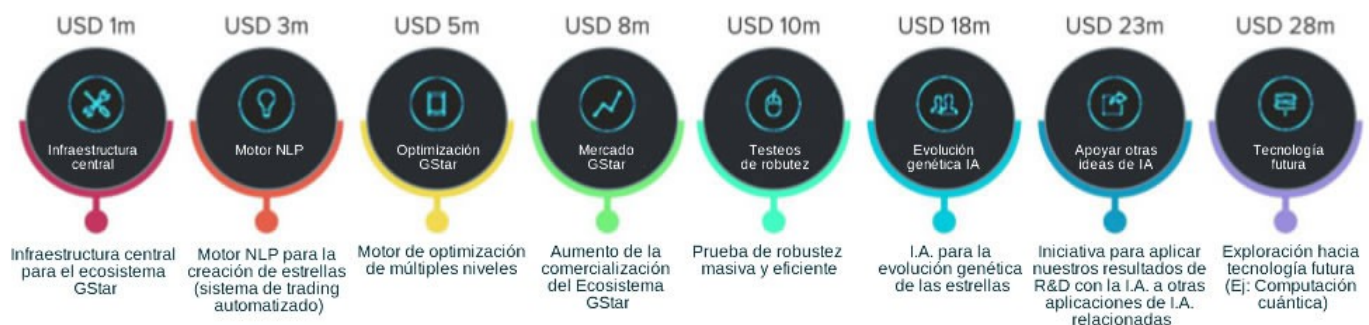 USD 1m
Infraestructura
central
Infraestructura central
para el ecosistema
GStar
USD 3m
Motor NLP
Motor NLP para la
creación de estrellas
(sistema de trading
automatizado)
USD 5m
Optimización
GStar
Motor de optimización
de múltiples niveles
USD 8m
Mercado
GStar
Aumento de la
comercialización
del Ecosistema
GStar
USD 10m
Testeos
de robutez
Prueba de robustez
masiva y eficiente
USD 18m
Evolución
genética IA
I.A. para la
evolución genética
de las estrellas
USD 23m
Apoyar otras
ideas de IA
Iniciativa para aplicar
nuestros resultados de
R&D con la I.A. a otras
aplicaciones de I.A.
relacionadas
USD 28m
Tecnología
futura
Exploración hacia
tecnología futura
(Ej: Computación
cuántica)